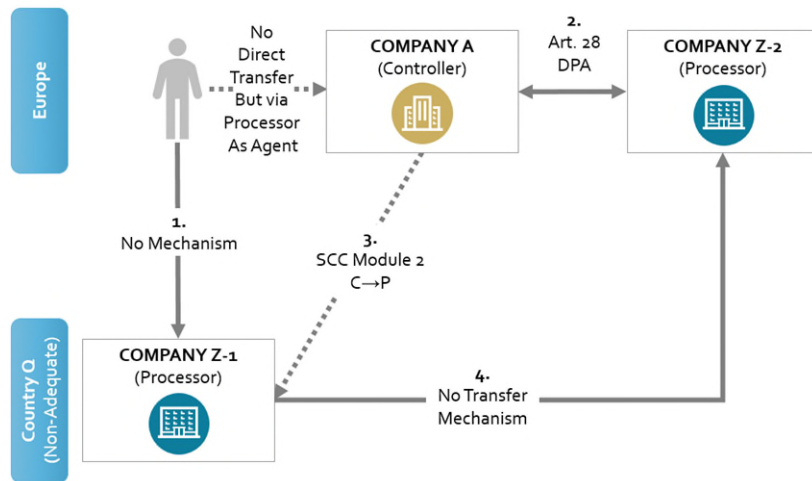 Europe
No
Direct
Transfer
But via
Processor
As Agent
COMPANY A
(Controller)
2.
Art. 28
DPA
COMPANY Z-2
(Processor)
1.
No Mechanism
3.
SCC Module 2
C→P
Country Q
(Non-Adequate)
COMPANY Z-1
(Processor)
4.
No Transfer
Mechanism